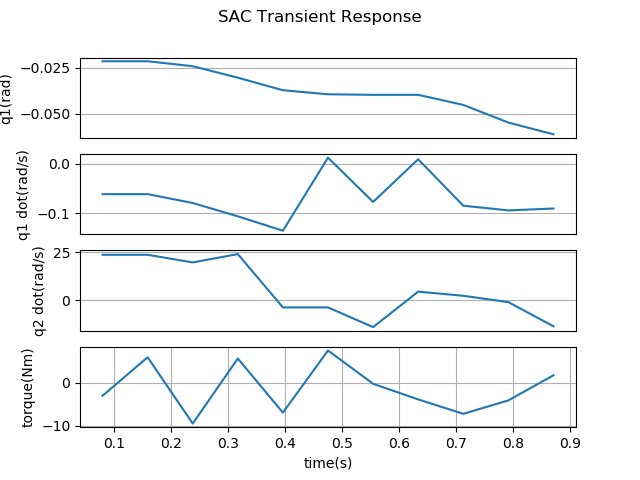 SAC Transient Response
q1(rad)
−0.025
−0.050
q1 dot(rad/s)
0.0
−0.1
q2 dot(rad/s)
25
0
torque(Nm)
0
−10
0.1 0.2 0.3 0.4 0.5 0.6 0.7 0.8 0.9
time(s)